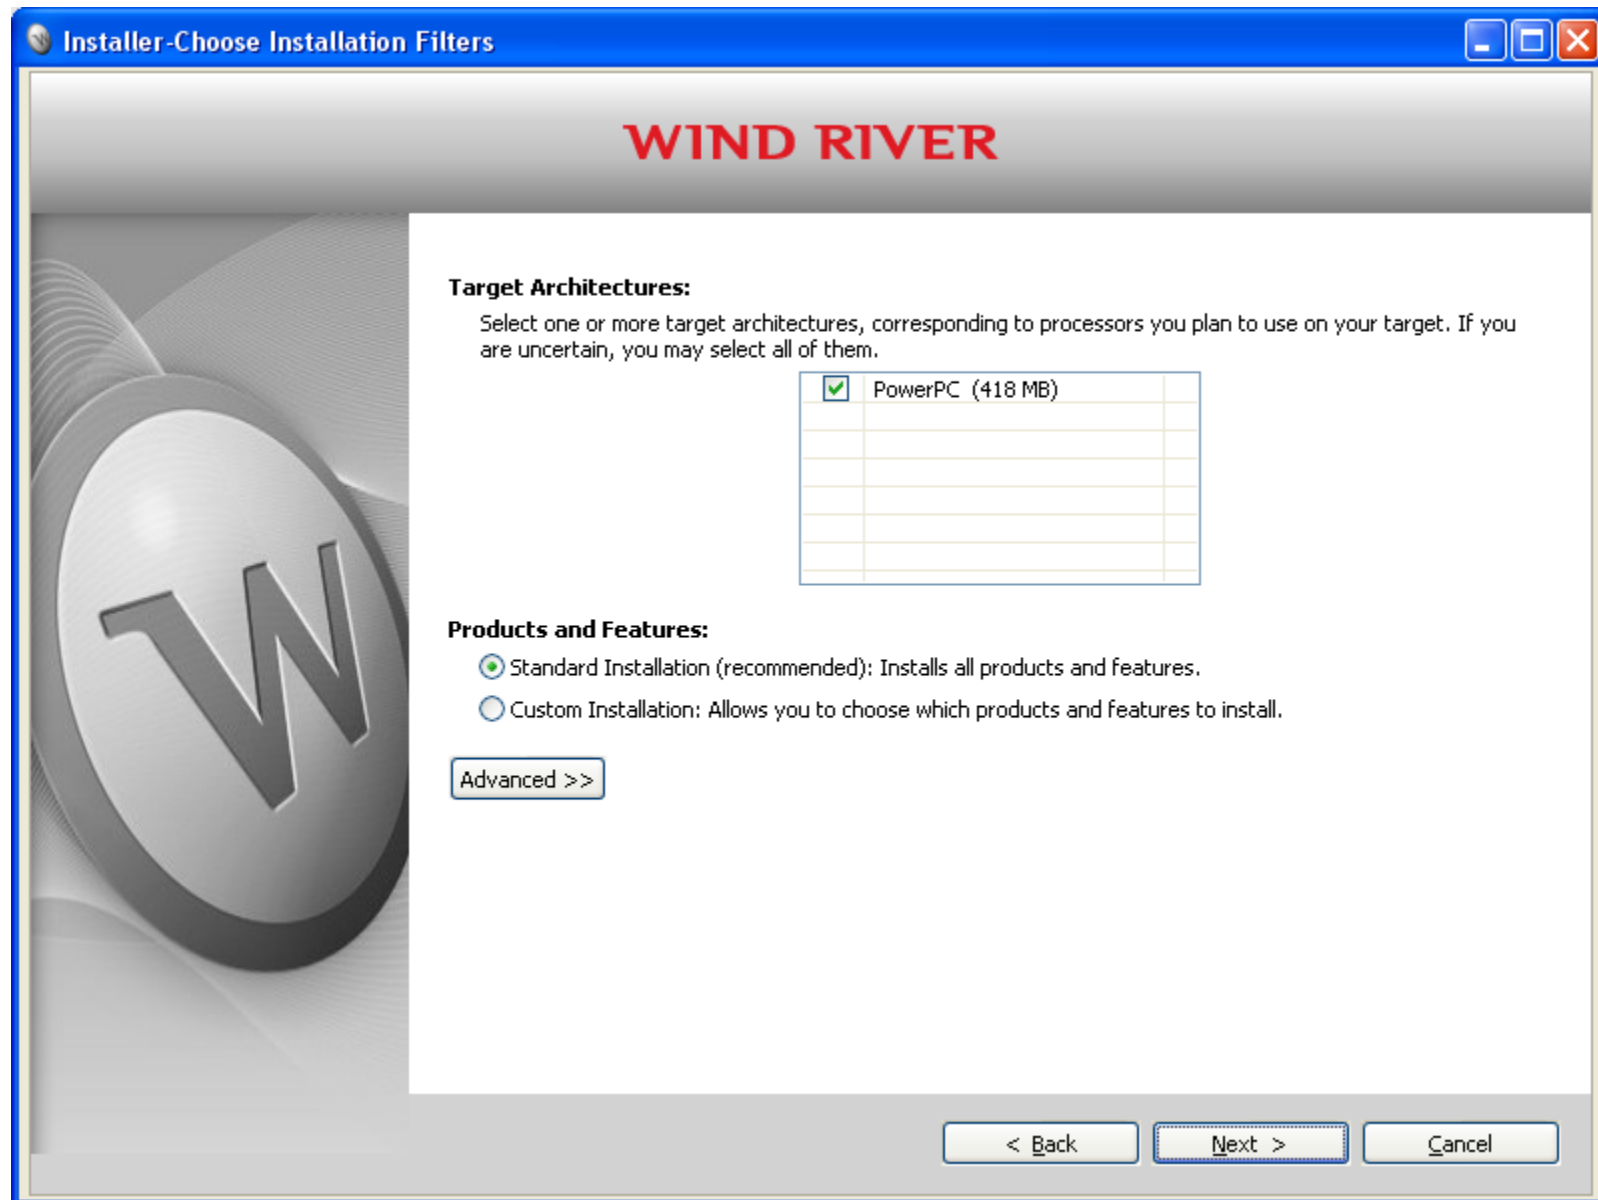 Installer-Choose Installation Filters
WIND RIVER
Target Architectures:
Select one or more target architectures, corresponding to processors you plan to use on your target. If you
are uncertain, you may select all of them.
PowerPC (418 MB)
Products and Features:
Standard Installation (recommended): Installs all products and features.
Custom Installation: Allows you to choose which products and features to install.
Advanced >>
W
< Back Next > Cancel